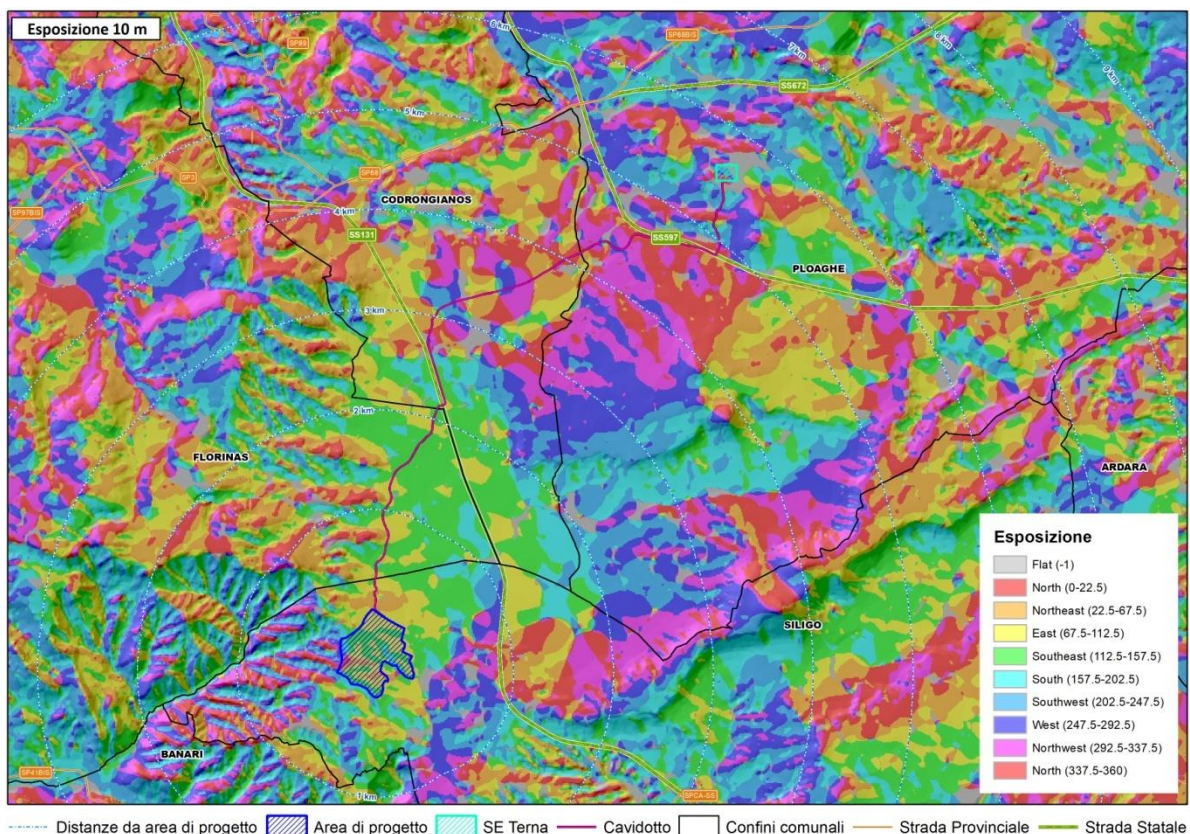 Esposizione 10 m
6 km
SP68BIS
7 km
8 km
9 km
SP89
SS672
5 km
SP3
SP68
CODRONGIANOS
SP97BIS
4 km
SS131
SS597
PLOAGHE
3 km
2 km
FLORINAS
ARDARA
SILIGO
BANARI
SP41BIS
1 km
SPCA-SS
Esposizione
Flat (-1)
North (0-22.5)
Northeast (22.5-67.5)
East (67.5-112.5)
Southeast (112.5-157.5)
South (157.5-202.5)
Southwest (202.5-247.5)
West (247.5-292.5)
Northwest (292.5-337.5)
North (337.5-360)
Distanze da area di progetto Area di progetto SE Terna Cavidotto Confini comunali Strada Provinciale Strada Statale